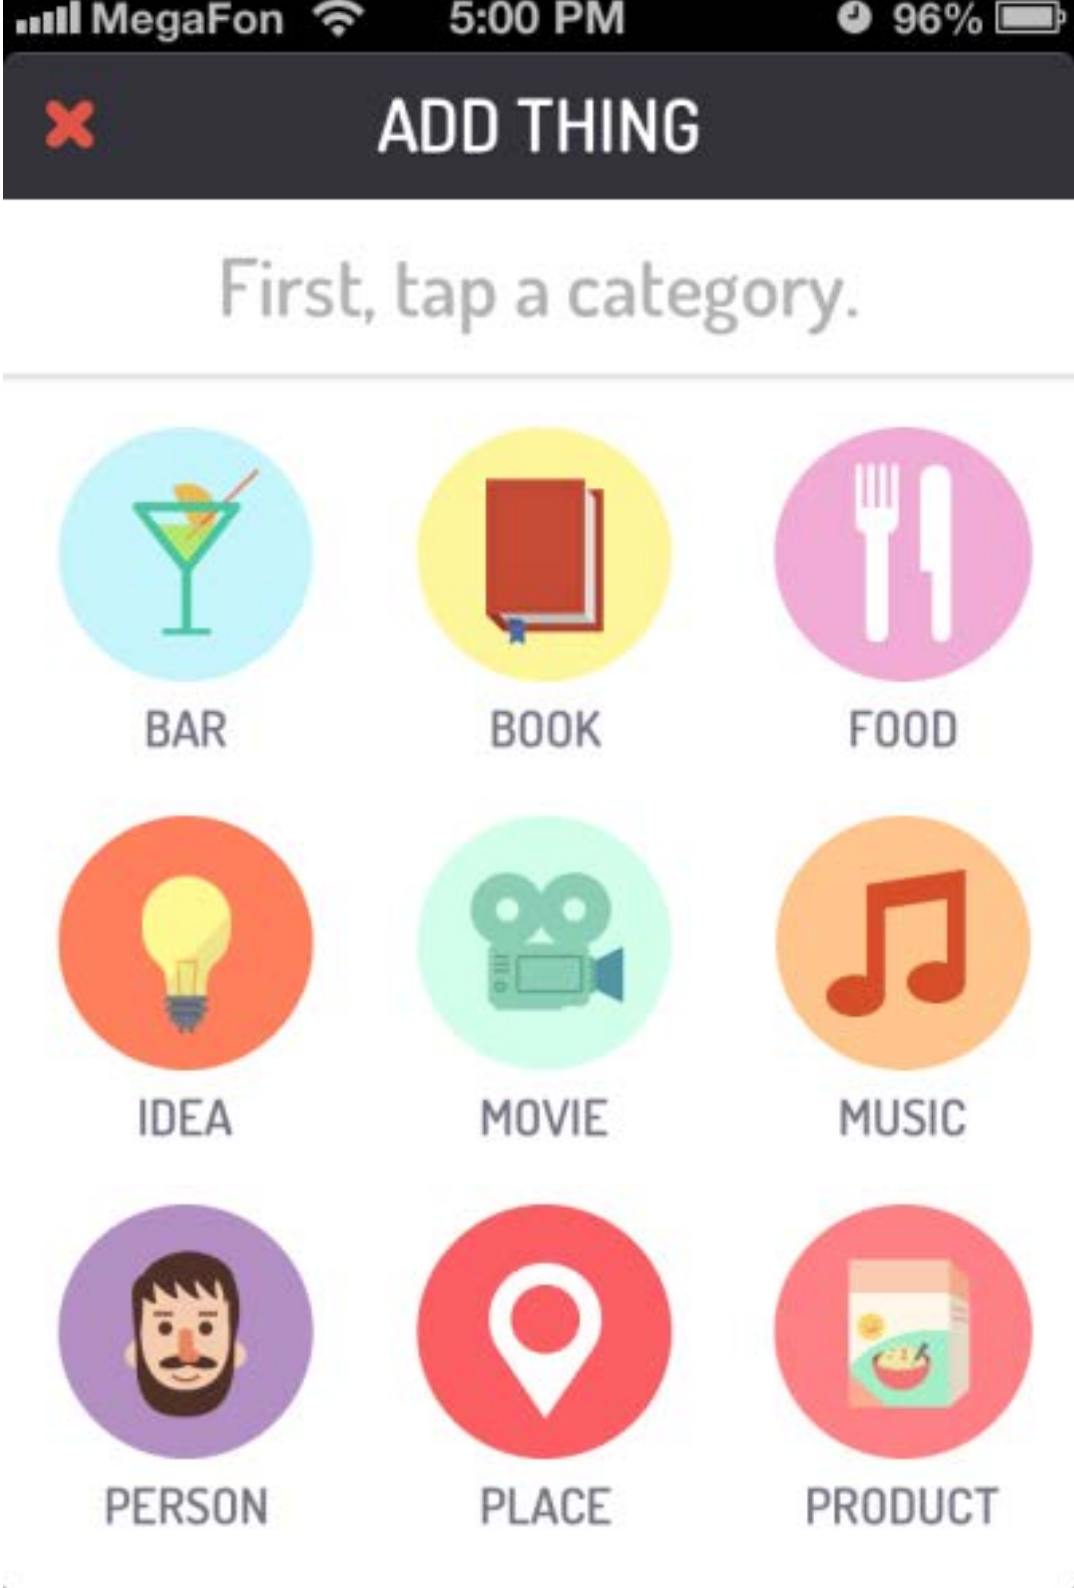 MegaFon 5:00 PM 96%
ADD THING
First, tap a category.
BAR BOOK FOOD
IDEA MOVIE MUSIC
PERSON PLACE PRODUCT